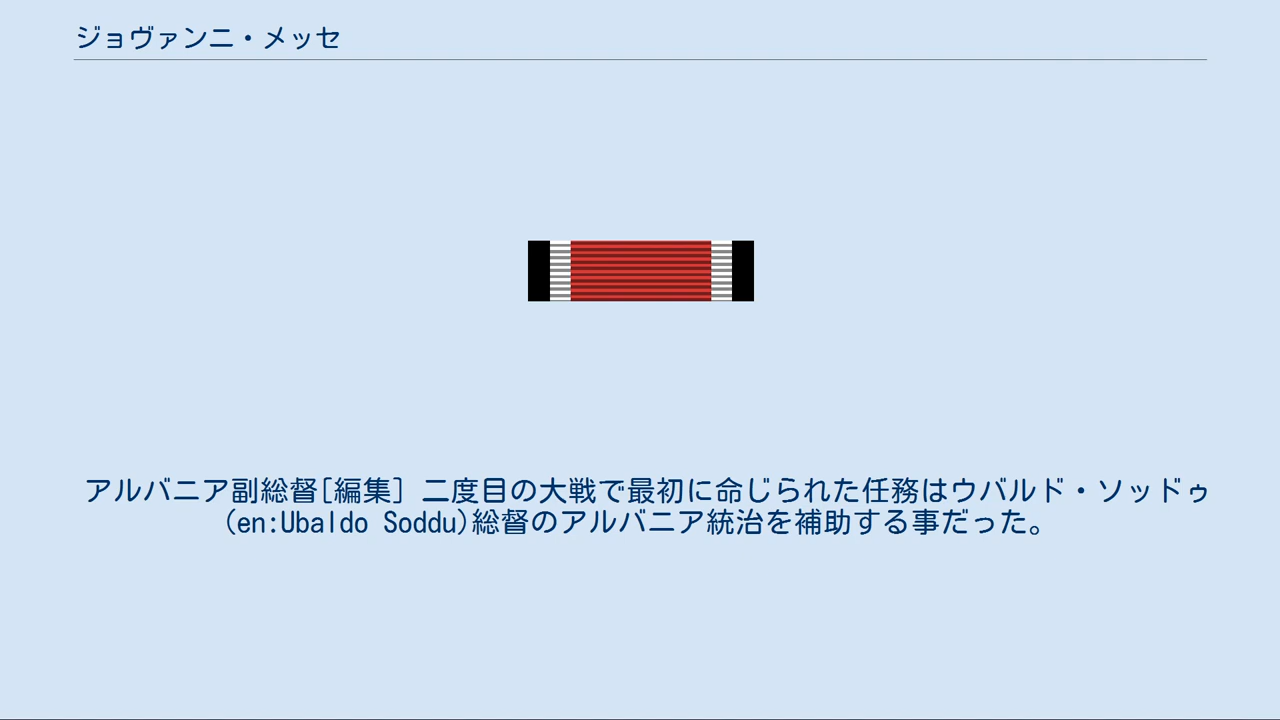 ジョヴァンニ・メッセ
アルバニア副総督[編集] 二度目の大戦で最初に命じられた任務はウバルド・ソッドゥ
(en:Ubaldo Soddu)総督のアルバニア統治を補助する事だった。